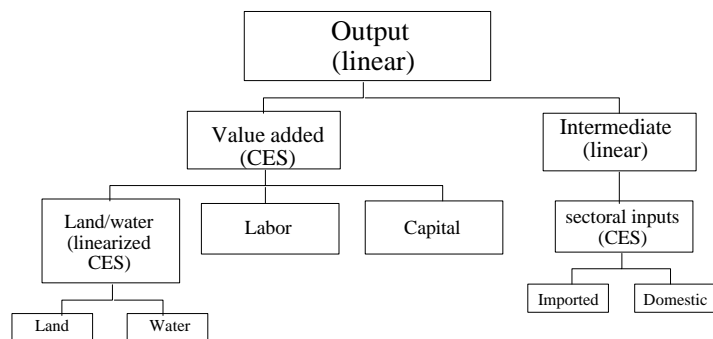 Output
(linear)
Value added
(CES)
Intermediate
(linear)
Land/water
(linearized
CES)
Labor
Capital
sectoral inputs
(CES)
Imported
Domestic
Land
Water